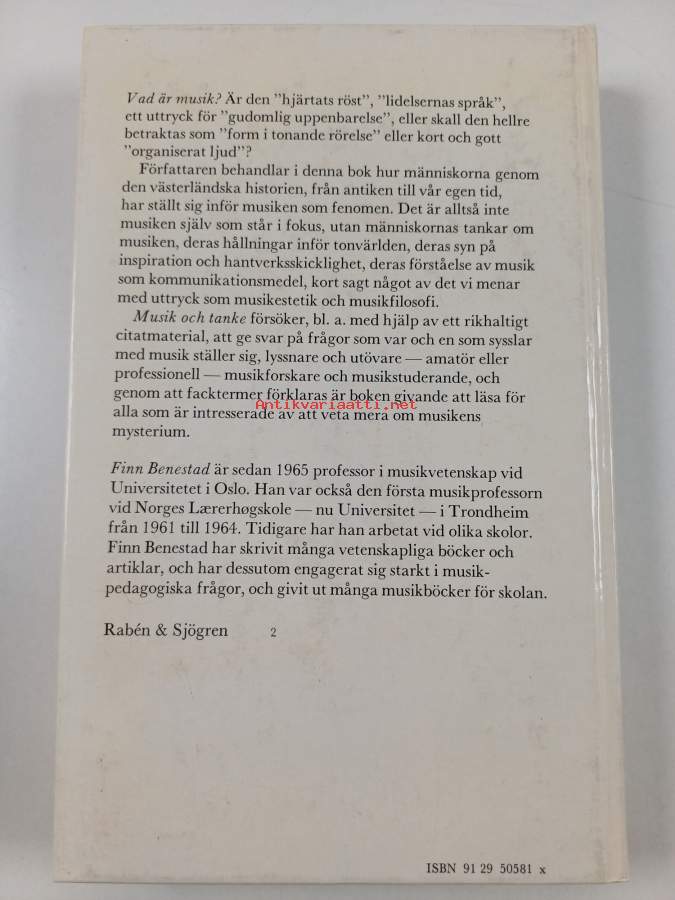 Vad är musik? Är den "hjärtats röst", "lidelsernas språk",
ett uttryck för "gudomlig uppenbarelse", eller skall den hellre
betraktas som "form i tonande rörelse" eller kort och gott
"organiserat ljud"?
Författaren behandlar i denna bok hur människorna genom
den västerländska historien, från antiken till vår egen tid,
har ställt sig inför musiken som fenomen. Det är alltså inte
musiken själv som står i fokus, utan människornas tankar om
musiken, deras hållningar inför tonvärlden, deras syn på
inspiration och hantverksskicklighet, deras förståelse av musik
som kommunikationsmedel, kort sagt något av det vi menar
med uttryck som musikestetik och musikfilosofi.
Musik och tanke försöker, bl. a. med hjälp av ett rikhaltigt
citatmaterial, att ge svar på frågor som var och en som sysslar
med musik ställer sig, lyssnare och utövare — amatör eller
professionell — musikforskare och musikstuderande, och
genom att facktermer förklaras är boken givande att läsa för
alla som är intresserade av att veta mera om musikens
mysterium.
Antikvariaatti.net
Finn Benestad är sedan 1965 professor i musikvetenskap vid
Universitetet i Oslo. Han var också den första musikprofessorn
vid Norges Lærerhøgskole — nu Universitet — i Trondheim
från 1961 till 1964. Tidigare har han arbetat vid olika skolor.
Finn Benestad har skrivit många vetenskapliga böcker och
artiklar, och har dessutom engagerat sig starkt i musik-
pedagogiska frågor, och givit ut många musikböcker för skolan.
Rabén & Sjögren 2
ISBN 91 29 50581 x